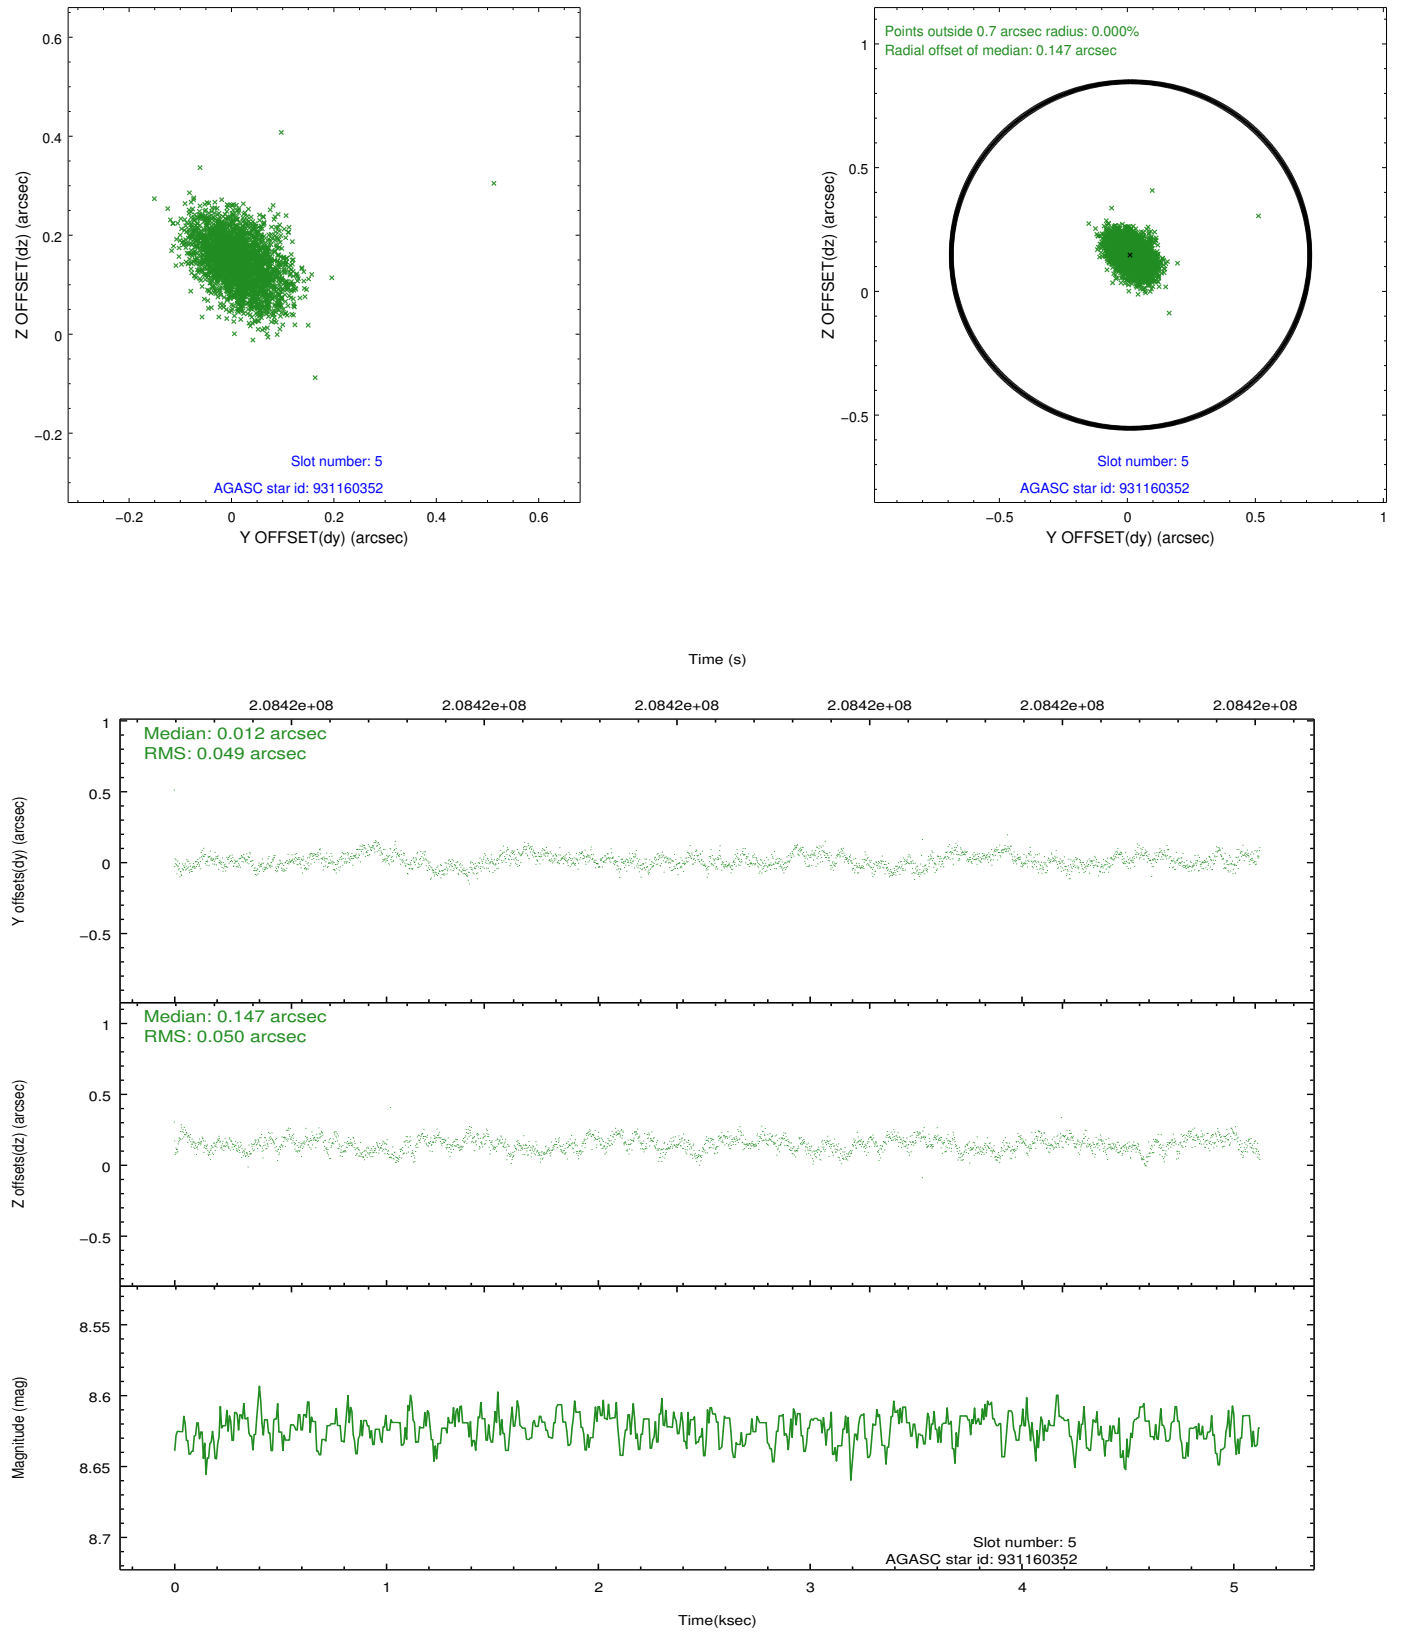 0.6
0.4
0.2
0
−0.2
−0.2
0
0.2
0.4
0.6
Z OFFSET(dz) (arcsec)
Y OFFSET(dy) (arcsec)
Slot number: 5
AGASC star id: 931160352
Points outside 0.7 arcsec radius: 0.000%
Radial offset of median: 0.147 arcsec
1
0.5
0
−0.5
−0.5
0
0.5
1
Z OFFSET(dz) (arcsec)
Y OFFSET(dy) (arcsec)
Slot number: 5
AGASC star id: 931160352
Time (s)
2.0842e+08 2.0842e+08 2.0842e+08 2.0842e+08 2.0842e+08 2.0842e+08
Median: 0.012 arcsec
RMS: 0.049 arcsec
1
0.5
0
−0.5
Y offsets(dy) (arcsec)
Median: 0.147 arcsec
RMS: 0.050 arcsec
1
0.5
0
−0.5
Z offsets(dz) (arcsec)
8.55
8.6
8.65
8.7
Magnitude (mag)
Slot number: 5
AGASC star id: 931160352
0 1 2 3 4 5
Time(ksec)